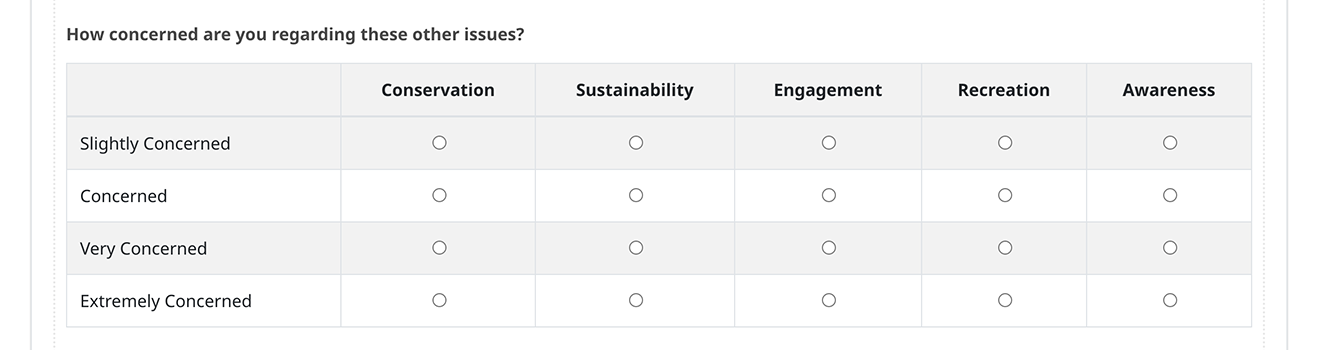 How concerned are you regarding these other issues?
Conservation Sustainability Engagement Recreation Awareness
Slightly Concerned
Concerned
Very Concerned
Extremely Concerned